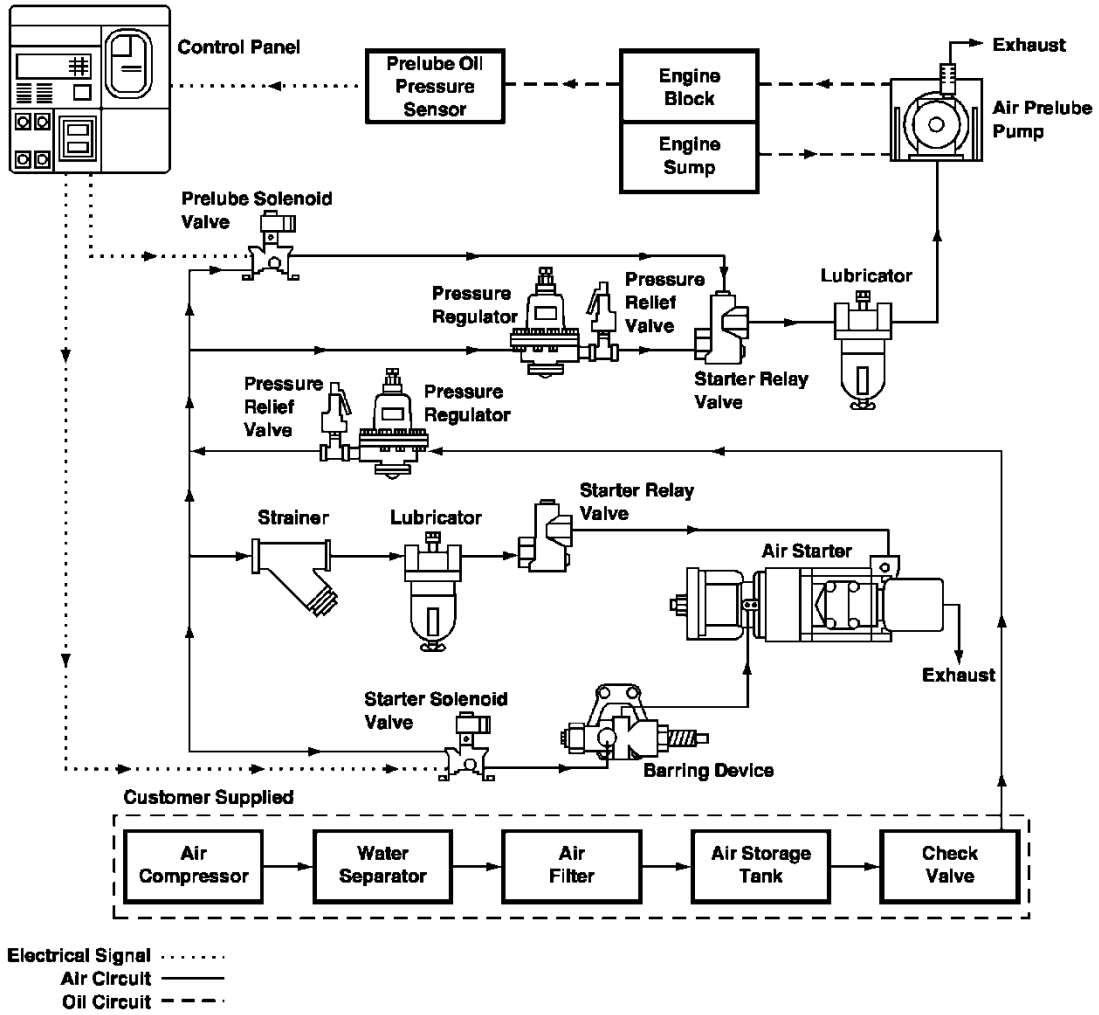 Control Panel
Prelube Oil
Pressure
Sensor
Engine
Block
Engine
Sump
Exhaust
Air Prelube
Pump
Prelube Solenoid
Valve
Pressure
Regulator
Pressure
Relief
Valve
Lubricator
Starter Relay
Valve
Pressure
Relief
Valve
Pressure
Regulator
Strainer
Lubricator
Starter Relay
Valve
Air Starter
Exhaust
Starter Solenoid
Valve
Barring Device
Customer Supplied
Air
Compressor
Water
Separator
Air
Filter
Air Storage
Tank
Check
Valve
Electrical Signal
Air Circuit
Oil Circuit